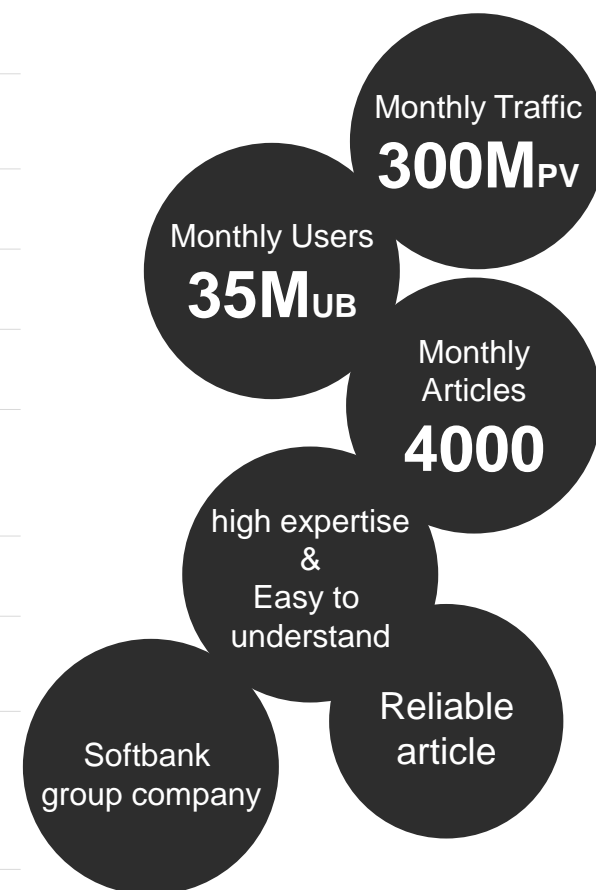 Monthly Traffic
300MPV
Monthly Users
35MUB
Monthly
Articles
4000
high expertise
&
Easy to
understand
Reliable
article
Softbank
group company